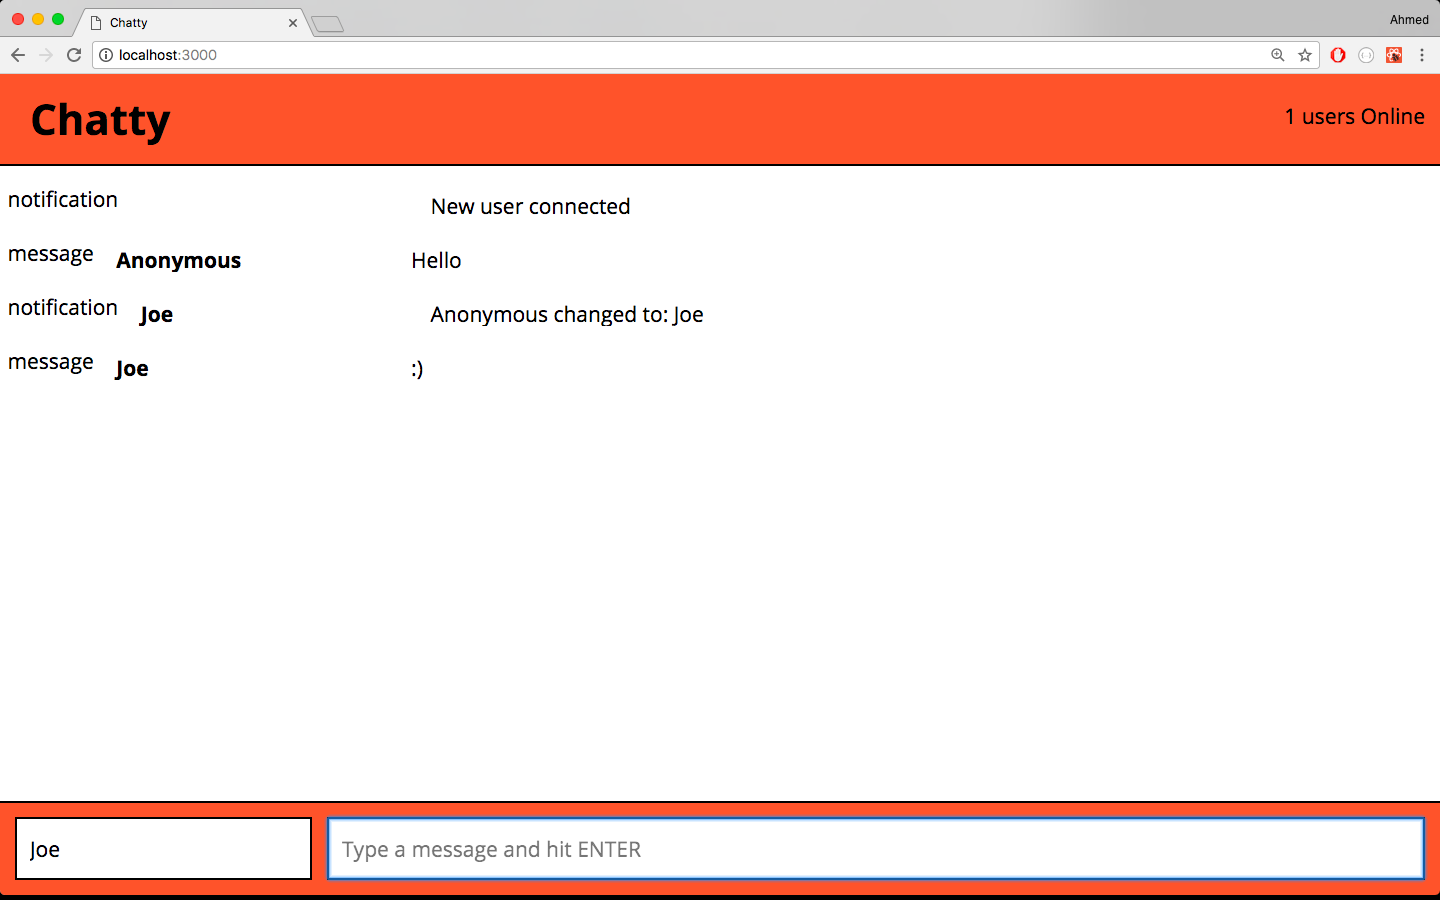 Chatty
Ahmed
localhost:3000
Chatty
1 users Online
notification New user connected
message Anonymous Hello
notification Joe Anonymous changed to: Joe
message Joe :)
Joe
Type a message and hit ENTER